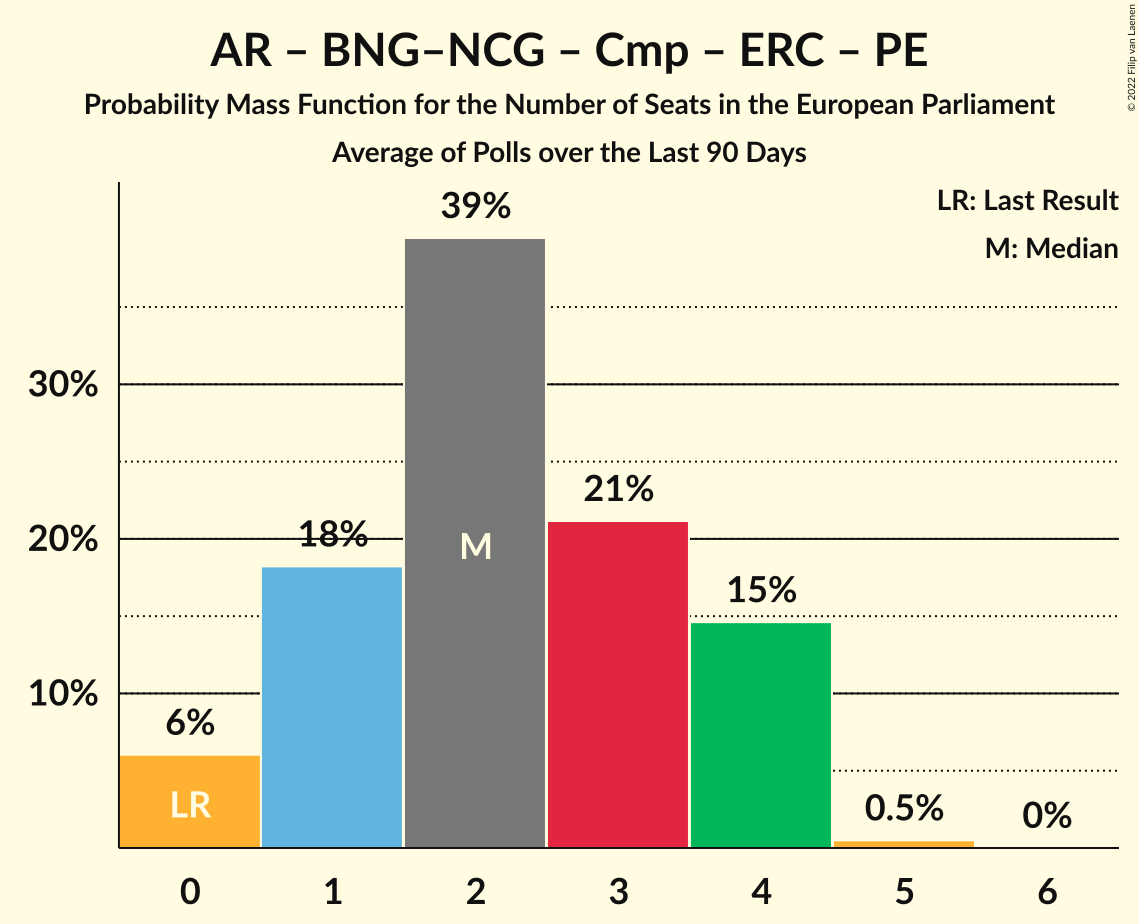 AR – BNG–NCG – Cmp – ERC – PE
Probability Mass Function for the Number of Seats in the European Parliament
Average of Polls over the Last 90 Days
© 2022 Filip van Laenen
LR: Last Result
M: Median
39%
30%
21%
20%
18%
M
15%
10%
6%
LR
0.5%
0%
0 1 2 3 4 5 6